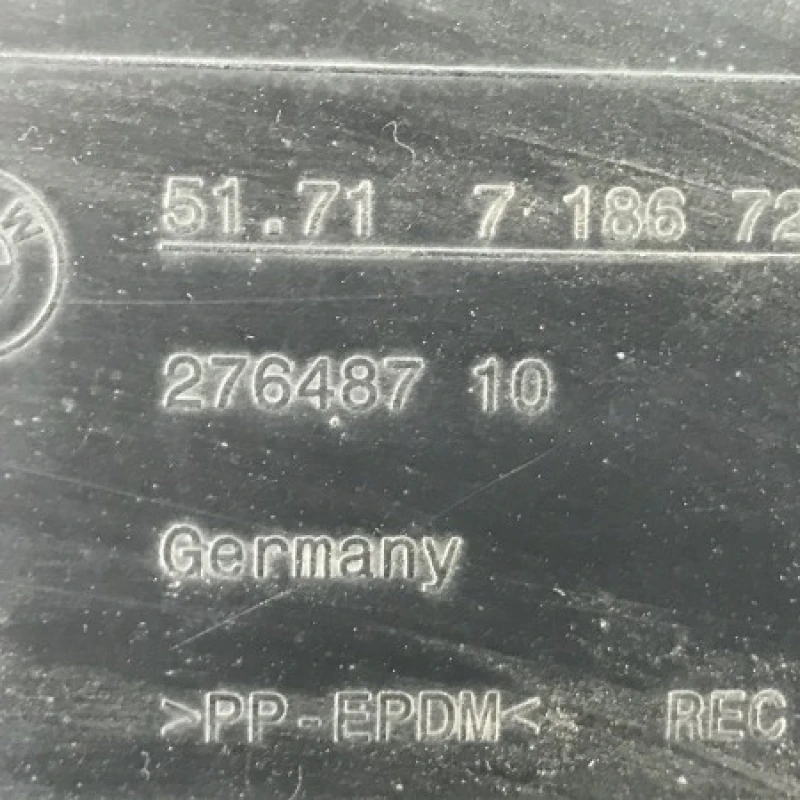 W
51.71 7 186 72
276487 10
Germany
>PP-EPDM< REC